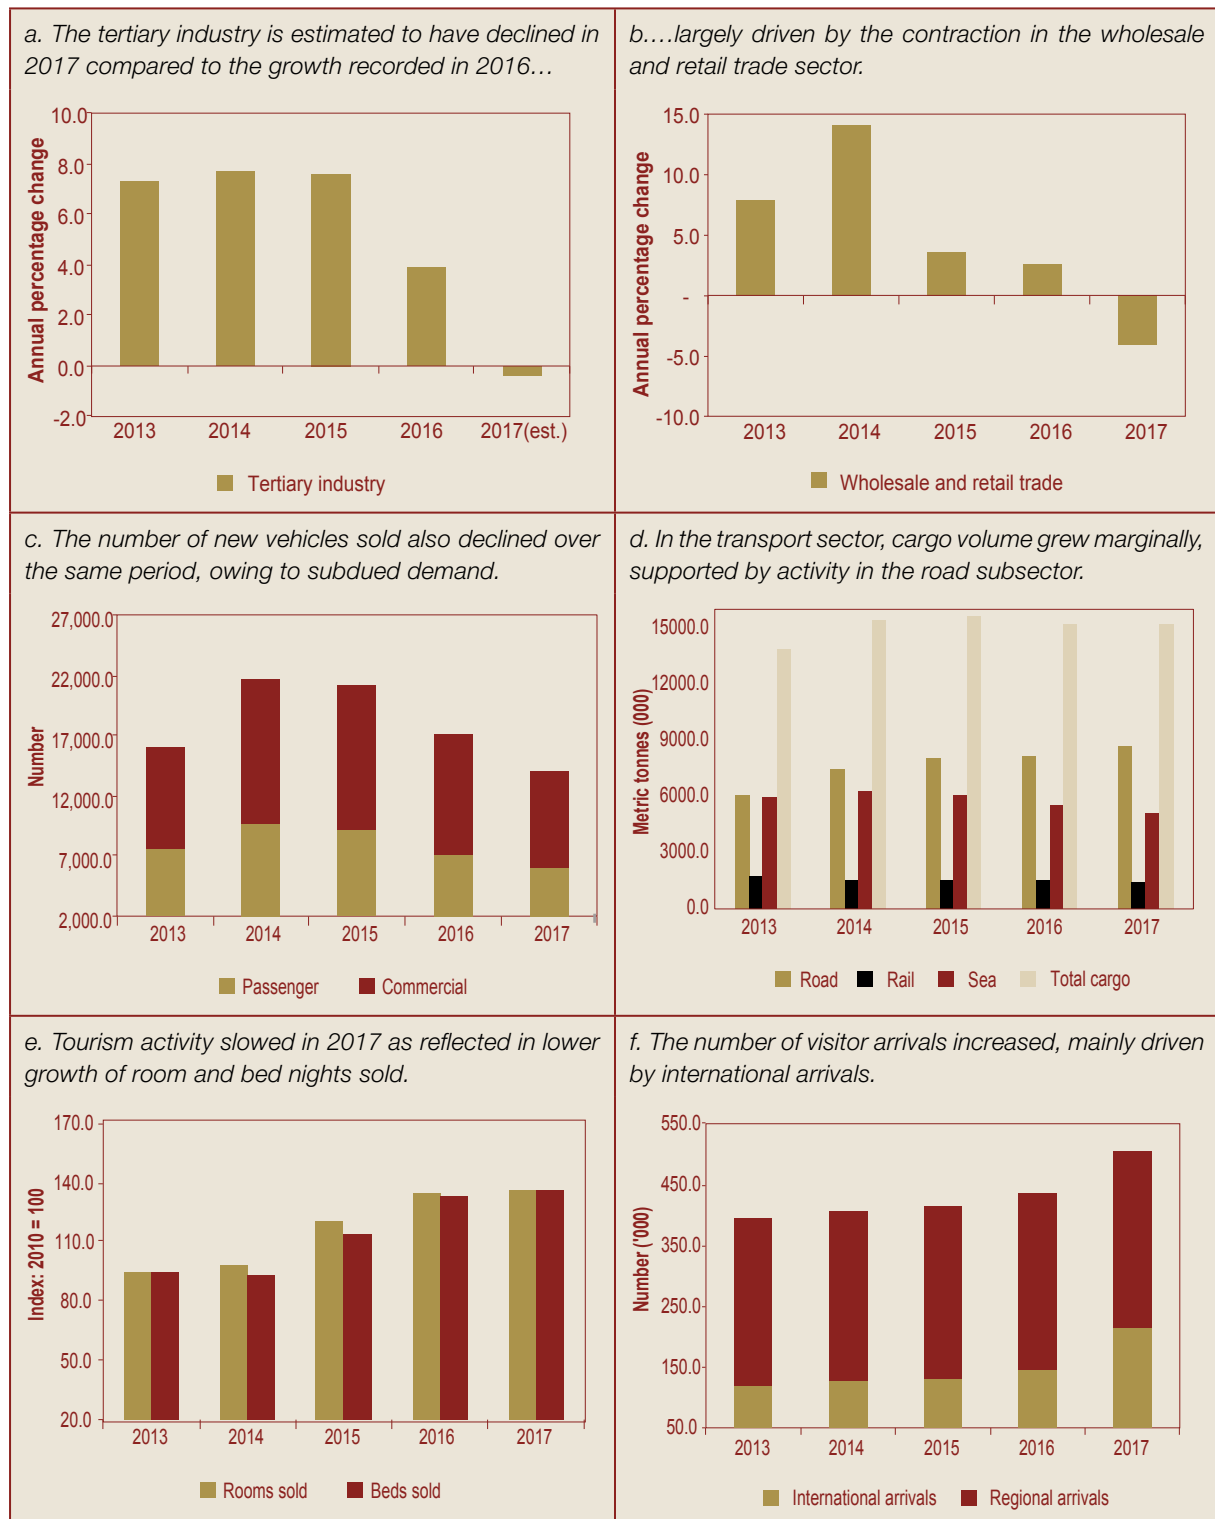 a. The tertiary industry is estimated to have declined in
2017 compared to the growth recorded in 2016…
10.0
8.0
6.0
4.0
2.0
0.0
-2.0
Annual percentage change
2013 2014 2015 2016 2017(est.)
Tertiary industry
b.…largely driven by the contraction in the wholesale
and retail trade sector.
15.0
10.0
5.0
-
-5.0
-10.0
Annual percentage change
2013 2014 2015 2016 2017
Wholesale and retail trade
c. The number of new vehicles sold also declined over
the same period, owing to subdued demand.
27,000.0
22,000.0
17,000.0
12,000.0
7,000.0
2,000.0
Number
2013 2014 2015 2016 2017
Passenger Commercial
d. In the transport sector, cargo volume grew marginally,
supported by activity in the road subsector.
15000.0
12000.0
9000.0
6000.0
3000.0
0.0
Metric tonnes (000)
2013 2014 2015 2016 2017
Road Rail Sea Total cargo
e. Tourism activity slowed in 2017 as reflected in lower
growth of room and bed nights sold.
170.0
140.0
110.0
80.0
50.0
20.0
Index: 2010 = 100
2013 2014 2015 2016 2017
Rooms sold Beds sold
f. The number of visitor arrivals increased, mainly driven
by international arrivals.
550.0
450.0
350.0
250.0
150.0
50.0
Number ('000)
2013 2014 2015 2016 2017
International arrivals Regional arrivals